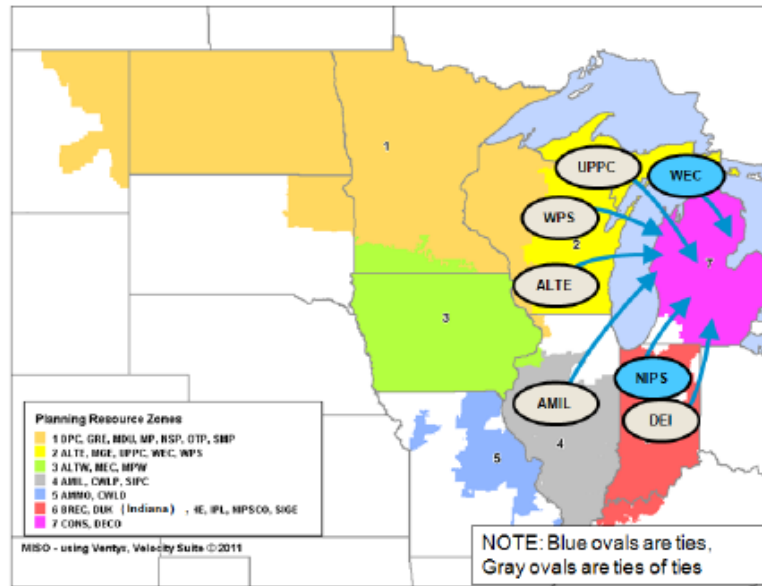 1
UPPC
WEC
WPS
2
7
ALTE
3
NIPS
AMIL
DEI
4
5
Planning Resource Zones
1 DPC, GRE, MDU, MP, NSP, OTP, SMP
2 ALTE, MGE, UPPC, WEC, WPS
3 ALTW, MEC, MPW
4 AMIL, CWLP, SIPC
5 AMMO, CWLD
6 BREC, DUK (Indiana) , HE, IPL, NIPSCO, SIGE
7 CONS, DECO
MISO - using Ventyx, Velocity Suite © 2011
NOTE: Blue ovals are ties,
Gray ovals are ties of ties